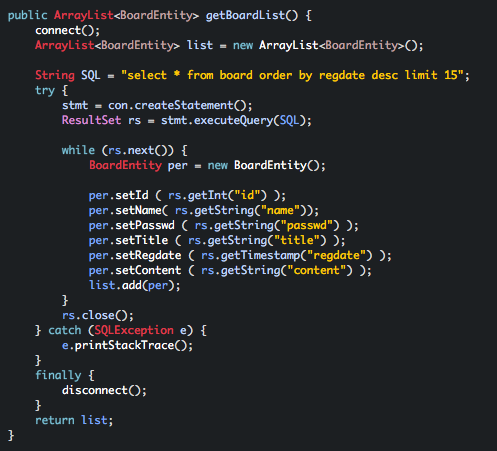 public ArrayList<BoardEntity> getBoardList() {
    connect();
    ArrayList<BoardEntity> list = new ArrayList<BoardEntity>();

    String SQL = "select * from board order by regdate desc limit 15";
    try {
        stmt = con.createStatement();
        ResultSet rs = stmt.executeQuery(SQL);

        while (rs.next()) {
            BoardEntity per = new BoardEntity();

            per.setId ( rs.getInt("id") );
            per.setName( rs.getString("name"));
            per.setPasswd ( rs.getString("passwd") );
            per.setTitle ( rs.getString("title") );
            per.setRegdate ( rs.getTimestamp("regdate") );
            per.setContent ( rs.getString("content") );
            list.add(per);
        }
        rs.close();
    } catch (SQLException e) {
        e.printStackTrace();
    }
    finally {
        disconnect();
    }
    return list;
}